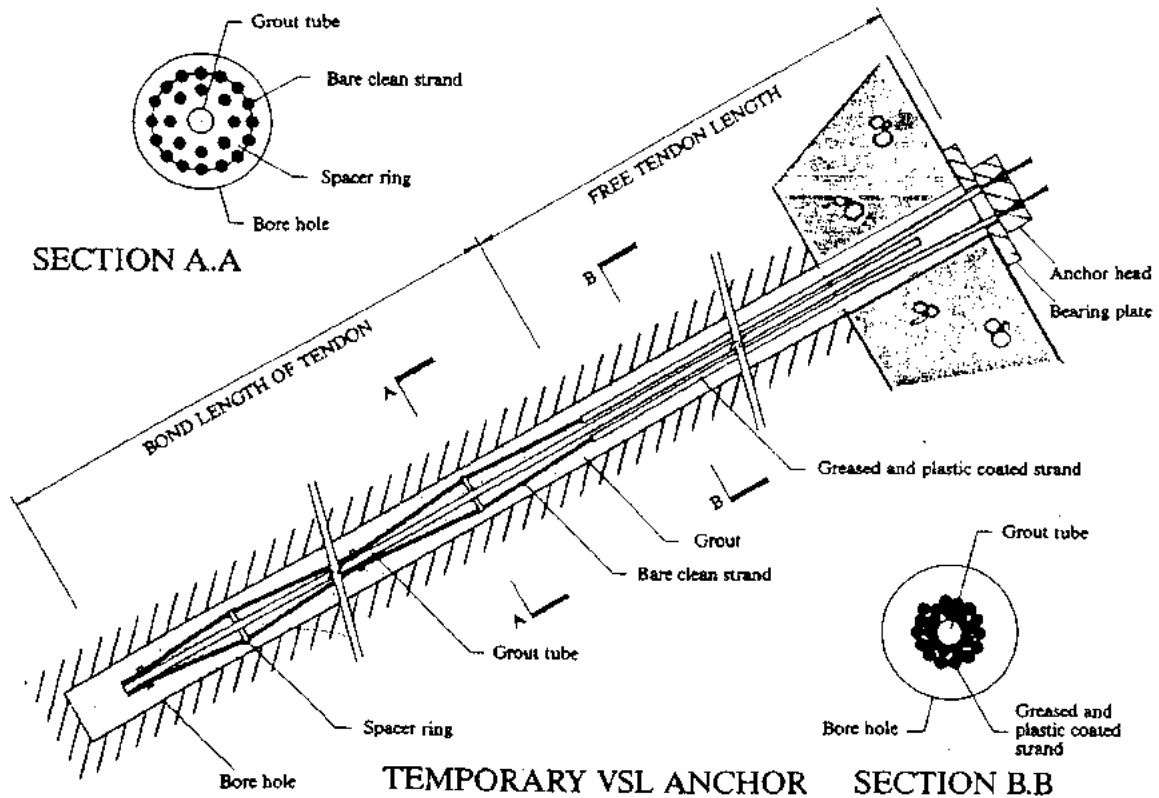 Grout tube
Bare clean strand
Spacer ring
Bore hole
SECTION A.A
FREE TENDON LENGTH
BOND LENGTH OF TENDON
B
A
Anchor head
Bearing plate
Greased and plastic coated strand
B
Grout
Bare clean strand
A
Grout tube
Spacer ring
Bore hole
Grout tube
Bore hole
Greased and
plastic coated
strand
TEMPORARY VSL ANCHOR
SECTION B.B